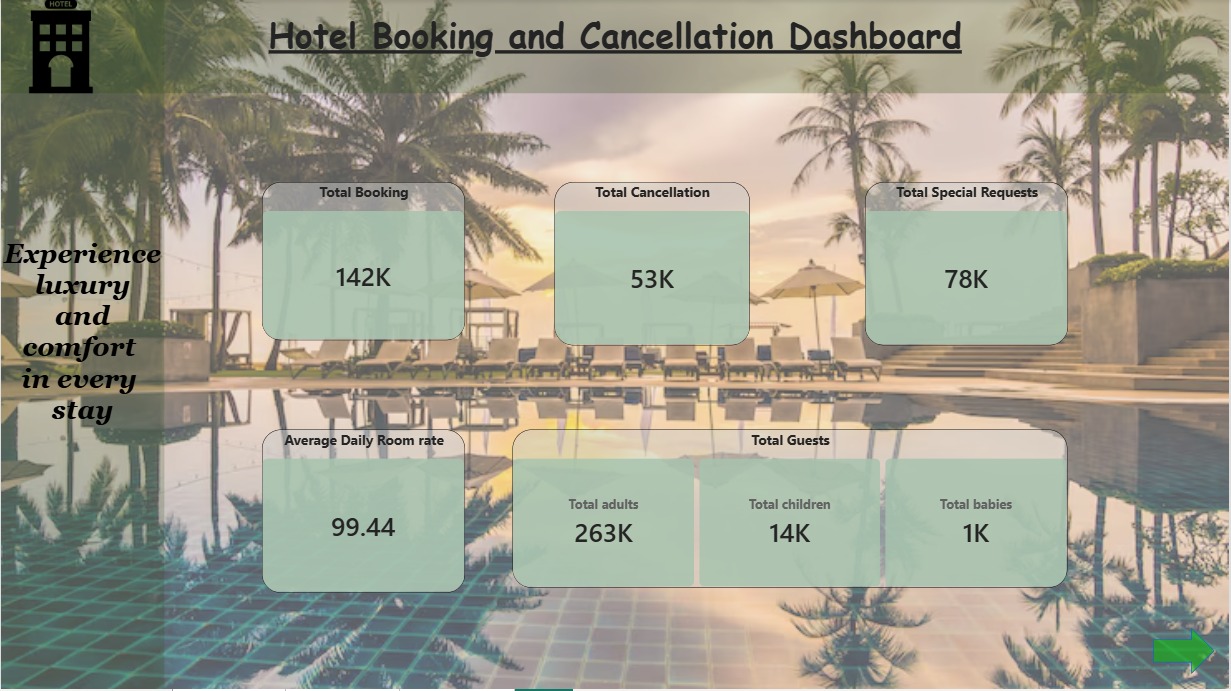 HOTEL
Hotel Booking and Cancellation Dashboard
Experience
luxury
and
comfort
in every
stay
Total Booking
142K
Total Cancellation
53K
Total Special Requests
78K
Average Daily Room rate
99.44
Total Guests
Total adults
263K
Total children
14K
Total babies
1K